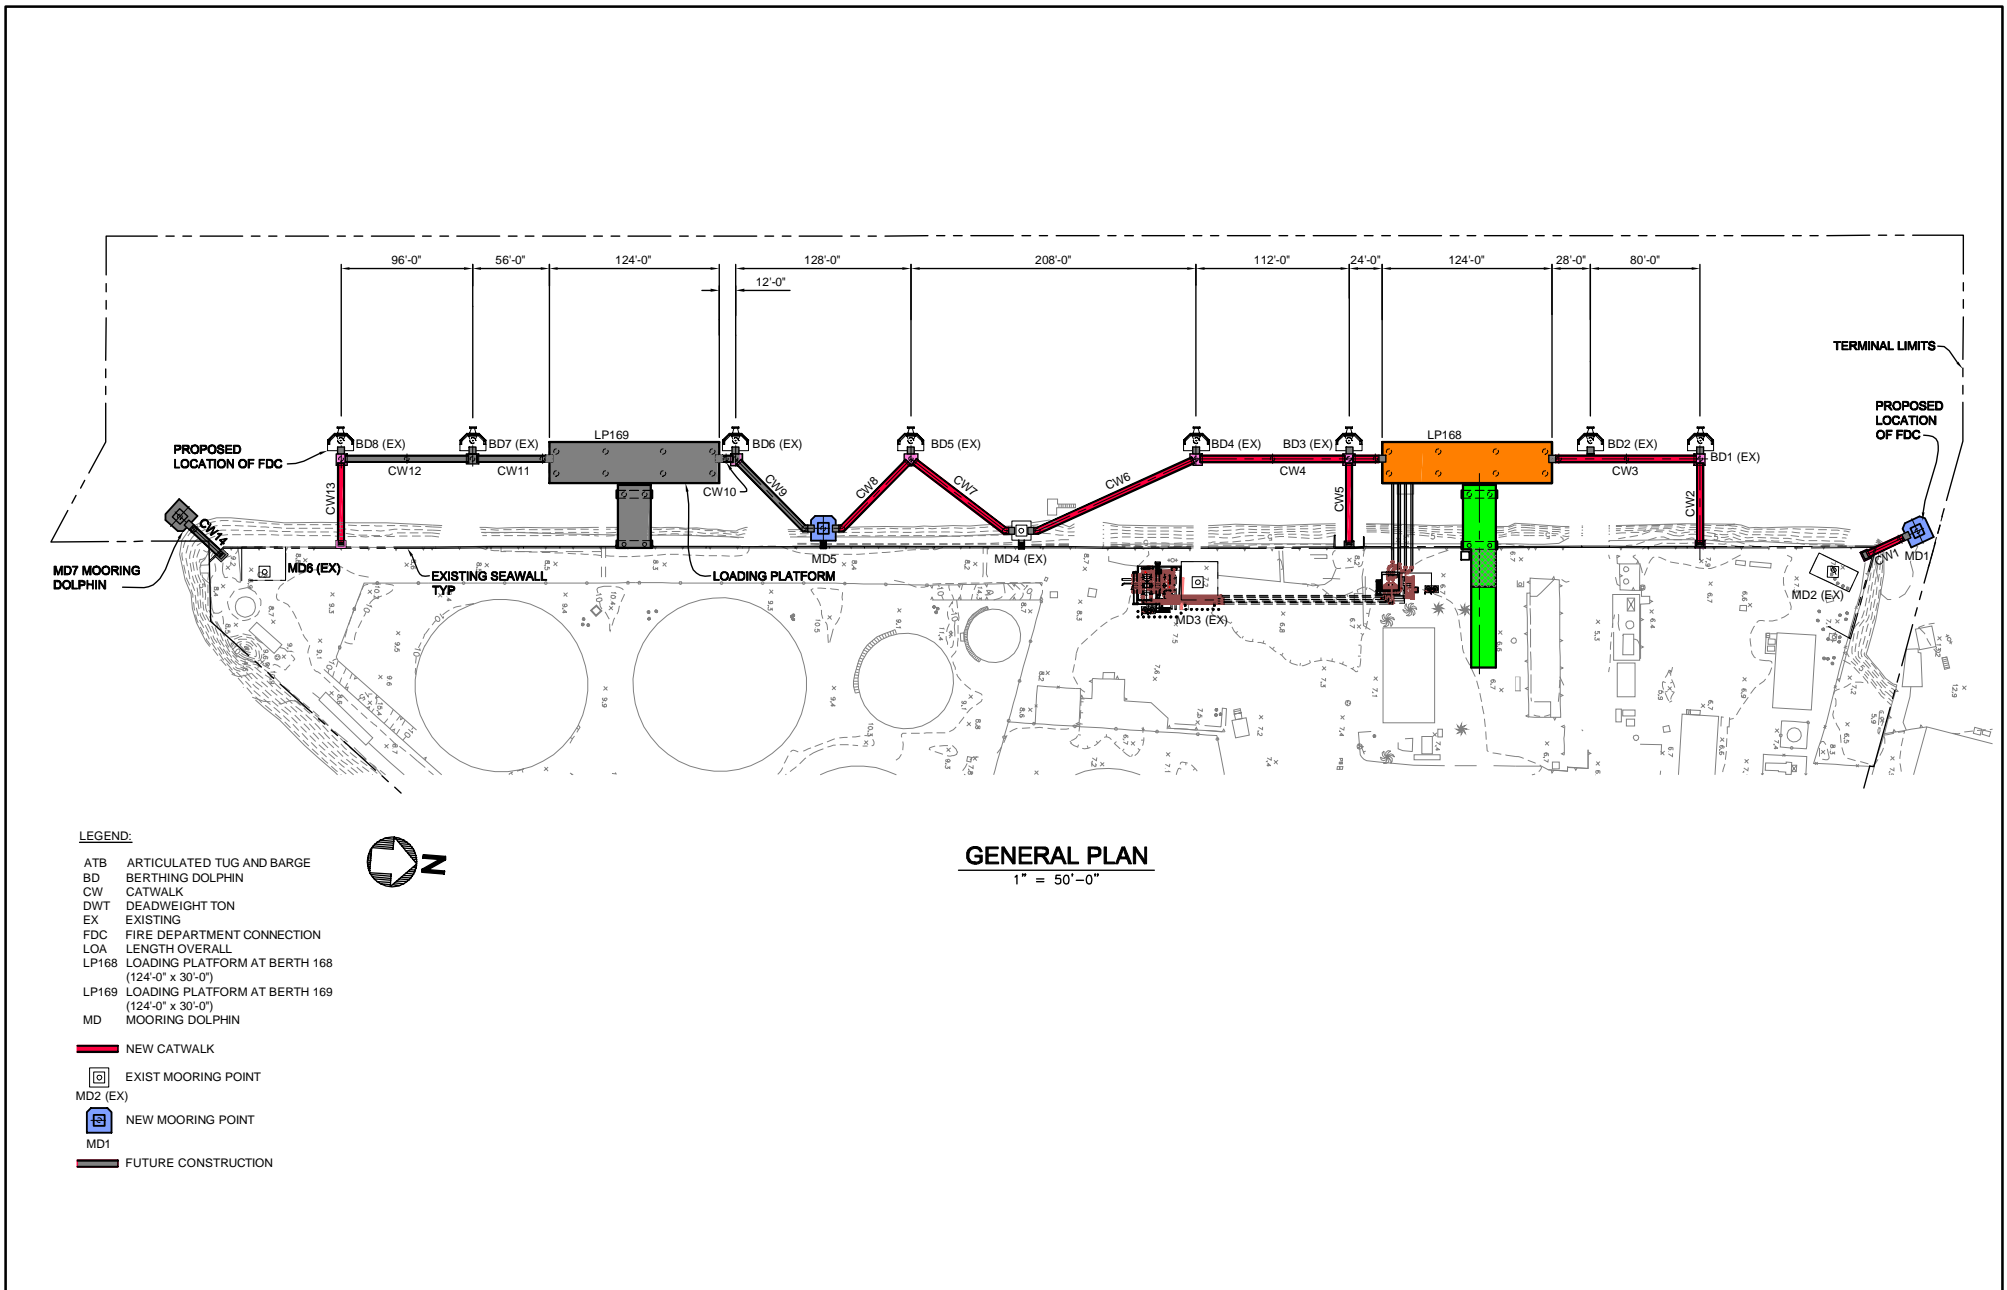 96'-0"
56'-0"
124'-0"
128'-0"
208'-0"
112'-0"
24'-0"
124'-0"
28'-0"
80'-0"
12'-0"
TERMINAL LIMITS
PROPOSED
LOCATION
OF FDC
PROPOSED
LOCATION OF FDC
BD8 (EX)
BD7 (EX)
LP169
BD6 (EX)
BD5 (EX)
BD4 (EX)
BD3 (EX)
LP168
BD2 (EX)
BD1 (EX)
CW12
CW11
CW10
CW9
CW8
CW7
CW6
CW4
CW3
CW13
CW5
CW2
CW14
CW1
MD1
MD7 MOORING
DOLPHIN
MD6 (EX)
EXISTING SEAWALL
TYP
LOADING PLATFORM
MD5
MD4 (EX)
MD3 (EX)
MD2 (EX)
GENERAL PLAN
1" = 50'-0"
N
LEGEND:
ATB ARTICULATED TUG AND BARGE
BD BERTHING DOLPHIN
CW CATWALK
DWT DEADWEIGHT TON
EX EXISTING
FDC FIRE DEPARTMENT CONNECTION
LOA LENGTH OVERALL
LP168 LOADING PLATFORM AT BERTH 168
(124'-0" x 30'-0")
LP169 LOADING PLATFORM AT BERTH 169
(124'-0" x 30'-0")
MD MOORING DOLPHIN
NEW CATWALK
EXIST MOORING POINT
MD2 (EX)
NEW MOORING POINT
MD1
FUTURE CONSTRUCTION